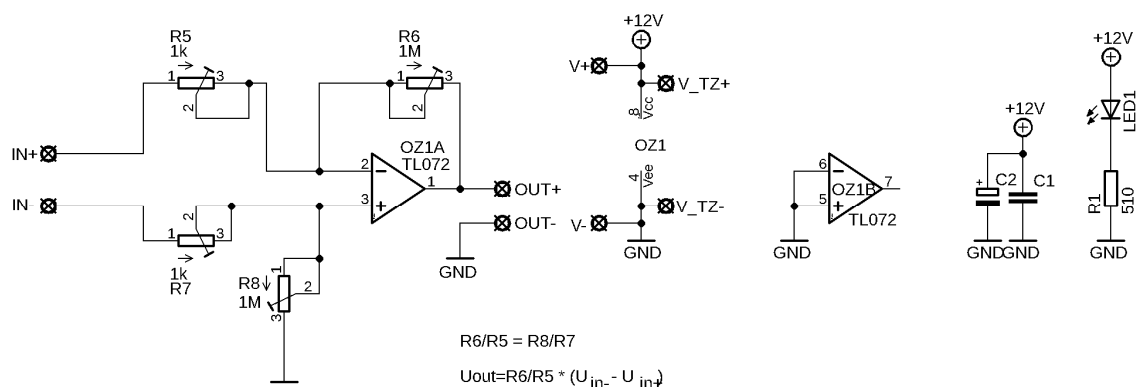 R5
1k
1
3
2
R6
1M
1
3
2
IN+
IN-
OZ1A
TL072
2
3
1
OUT+
OUT-
GND
1
3
2
1k
R7
R8
1M
1
2
3
+12V
V+
V_TZ+
8
Vcc
OZ1
4
Vee
V_TZ-
V-
GND
6
5
7
OZ1B
TL072
GND
+12V
+
C2
C1
GND
GND
+12V
LED1
R1
510
GND
R6/R5 = R8/R7
Uout=R6/R5 * (U in- - U in+)